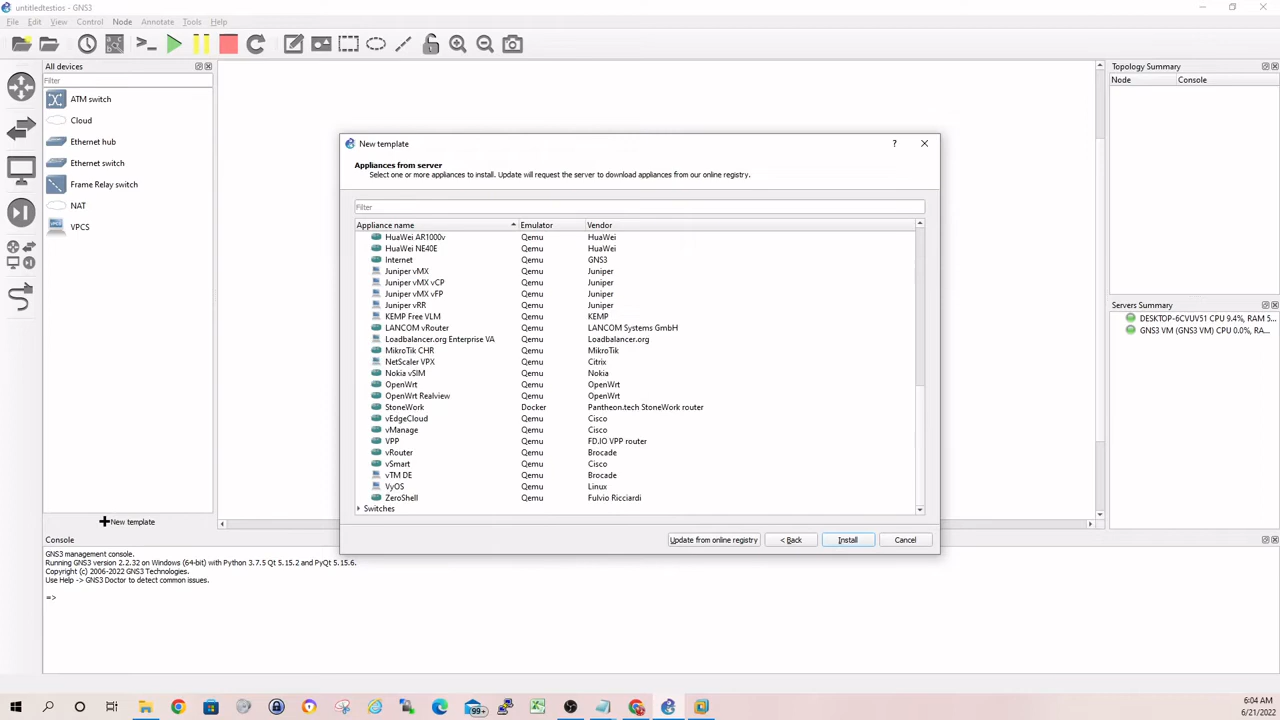 untitledtestios - GNS3
File Edit View Control Node Annotate Tools Help
All devices
Filter
ATM switch
Cloud
Ethernet hub
Ethernet switch
Frame Relay switch
NAT
VPCS
New template
New template
?
Appliances from server
Select one or more appliances to install. Update will request the server to download appliances from our online registry.
Filter
Appliance name Emulator Vendor
HuaWei AR1000v Qemu HuaWei
HuaWei NE40E Qemu HuaWei
Internet Qemu GNS3
Juniper vMX Qemu Juniper
Juniper vMX vCP Qemu Juniper
Juniper vMX vFP Qemu Juniper
Juniper vRR Qemu Juniper
KEMP Free VLM Qemu KEMP
LANCOM vRouter Qemu LANCOM Systems GmbH
Loadbalancer.org Enterprise VA Qemu Loadbalancer.org
MikroTik CHR Qemu MikroTik
NetScaler VPX Qemu Citrix
Nokia vSIM Qemu Nokia
OpenWrt Qemu OpenWrt
OpenWrt Realview Qemu OpenWrt
StoneWork Docker Pantheon.tech StoneWork router
vEdgeCloud Qemu Cisco
vManage Qemu Cisco
VPP Qemu FD.IO VPP router
vRouter Qemu Brocade
vSmart Qemu Cisco
vTM DE Qemu Brocade
VyOS Qemu Linux
ZeroShell Qemu Fulvio Ricciardi
Switches
Update from online registry < Back Install Cancel
Topology Summary
Node Console
Servers Summary
DESKTOP-6CVUV51 CPU 9.4%, RAM 5...
GNS3 VM (GNS3 VM) CPU 0.3%, RA...
Console
GNS3 management console.
Running GNS3 version 2.2.32 on Windows (64-bit) with Python 3.7.5 Qt 5.15.2 and PyQt 5.15.6.
Copyright (c) 2006-2022 GNS3 Technologies.
Use Help -> GNS3 Doctor to detect common issues.
=>
99+
6:04 AM
6/21/2022